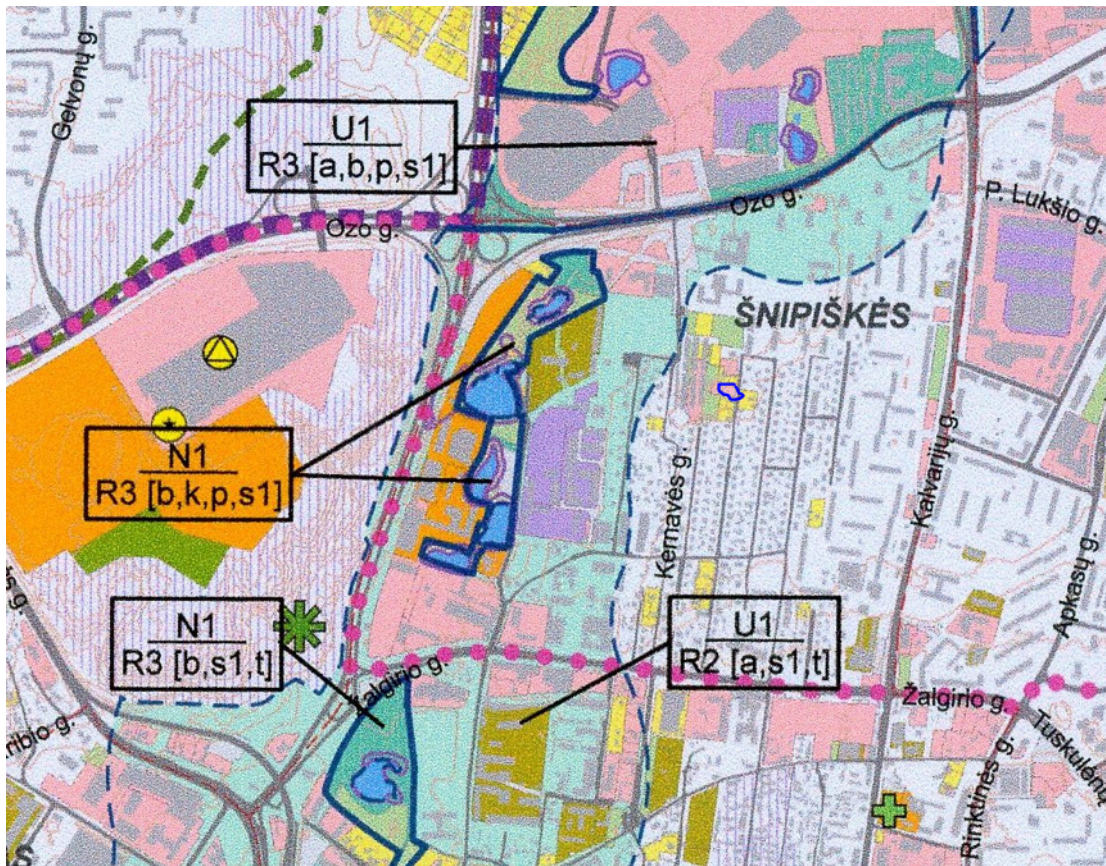 Gelvonų g.
U1
R3 [a,b,p,s1]
Ozo g.
Ozo g.
P. Lukšio g.
ŠNIPIŠKĖS
N1
R3 [b,k,p,s1]
Kernavės g.
Kalvarijų g.
Apkasų g.
N1
R3 [b,s1,t]
U1
R2 [a,s1,t]
Žalgirio g.
Žalgirio g.
g.
g.
Rinktinės g.
Tuskulėnų